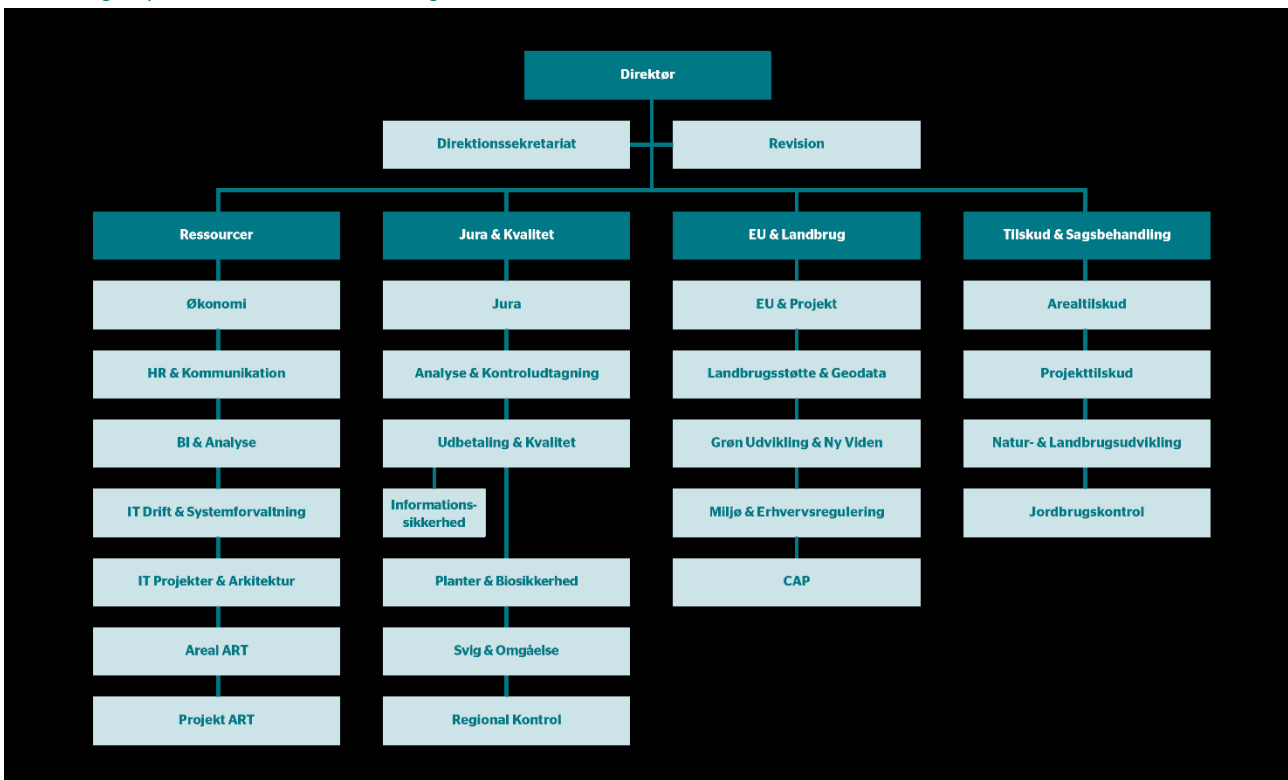 Direktør
Direktionssekretariat
Revision
Ressourcer
Jura & Kvalitet
EU & Landbrug
Tilskud & Sagsbehandling
Økonomi
Jura
EU & Projekt
Arealtilskud
HR & Kommunikation
Analyse & Kontroludtagning
Landbrugsstøtte & Geodata
Projekttilskud
BI & Analyse
Udbetaling & Kvalitet
Grøn Udvikling & Ny Viden
Natur- & Landbrugsudvikling
IT Drift & Systemforvaltning
Informations-
sikkerhed
Miljø & Erhvervsregulering
Jordbrugskontrol
IT Projekter & Arkitektur
Planter & Biosikkerhed
CAP
Areal ART
Svig & Omgåelse
Projekt ART
Regional Kontrol